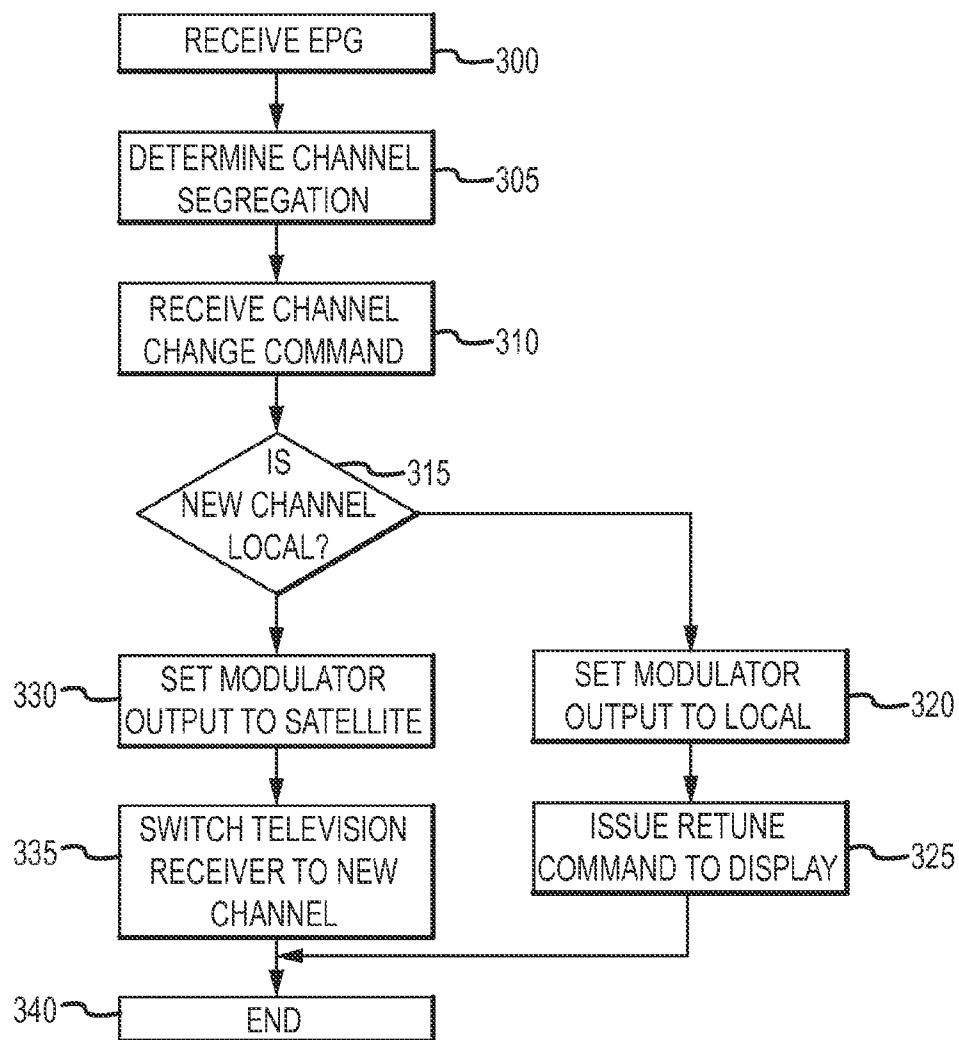 RECEIVE EPG
300
DETERMINE CHANNEL
SEGREGATION
305
RECEIVE CHANNEL
CHANGE COMMAND
310
IS
NEW CHANNEL
LOCAL?
315
330
SET MODULATOR
OUTPUT TO SATELLITE
SET MODULATOR
OUTPUT TO LOCAL
320
335
SWITCH TELEVISION
RECEIVER TO NEW
CHANNEL
ISSUE RETUNE
COMMAND TO DISPLAY
325
340
END